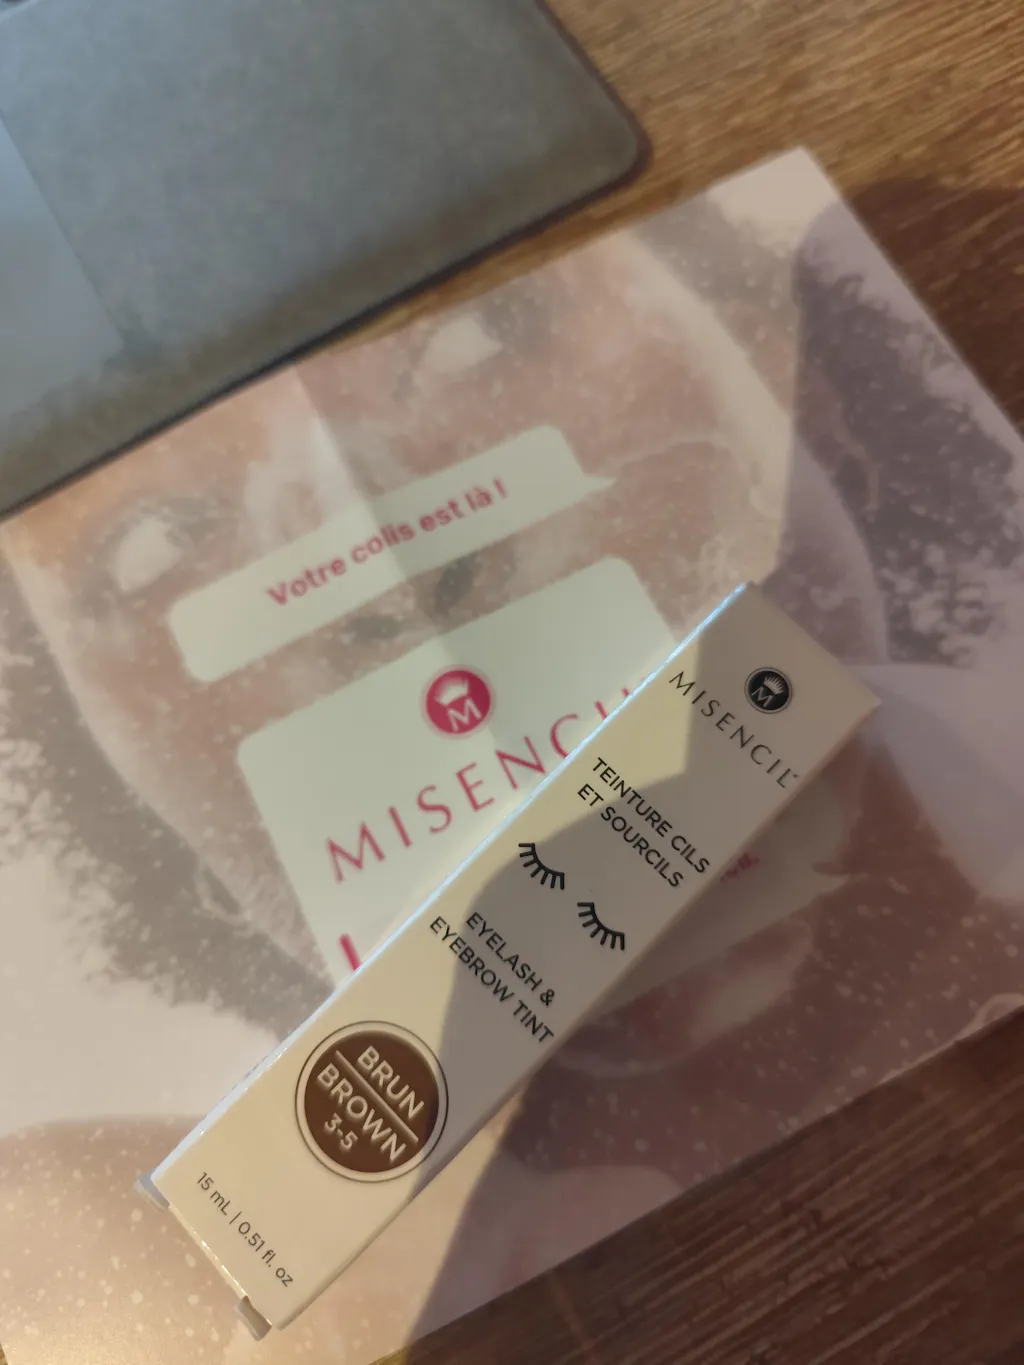 Votre colis est là !
M
MISENCIL
M
MISENCIL
TEINTURE CILS
ET SOURCILS
EYELASH &
EYEBROW TINT
BRUN
BROWN
3-5
15 mL | 0.51 fl. oz